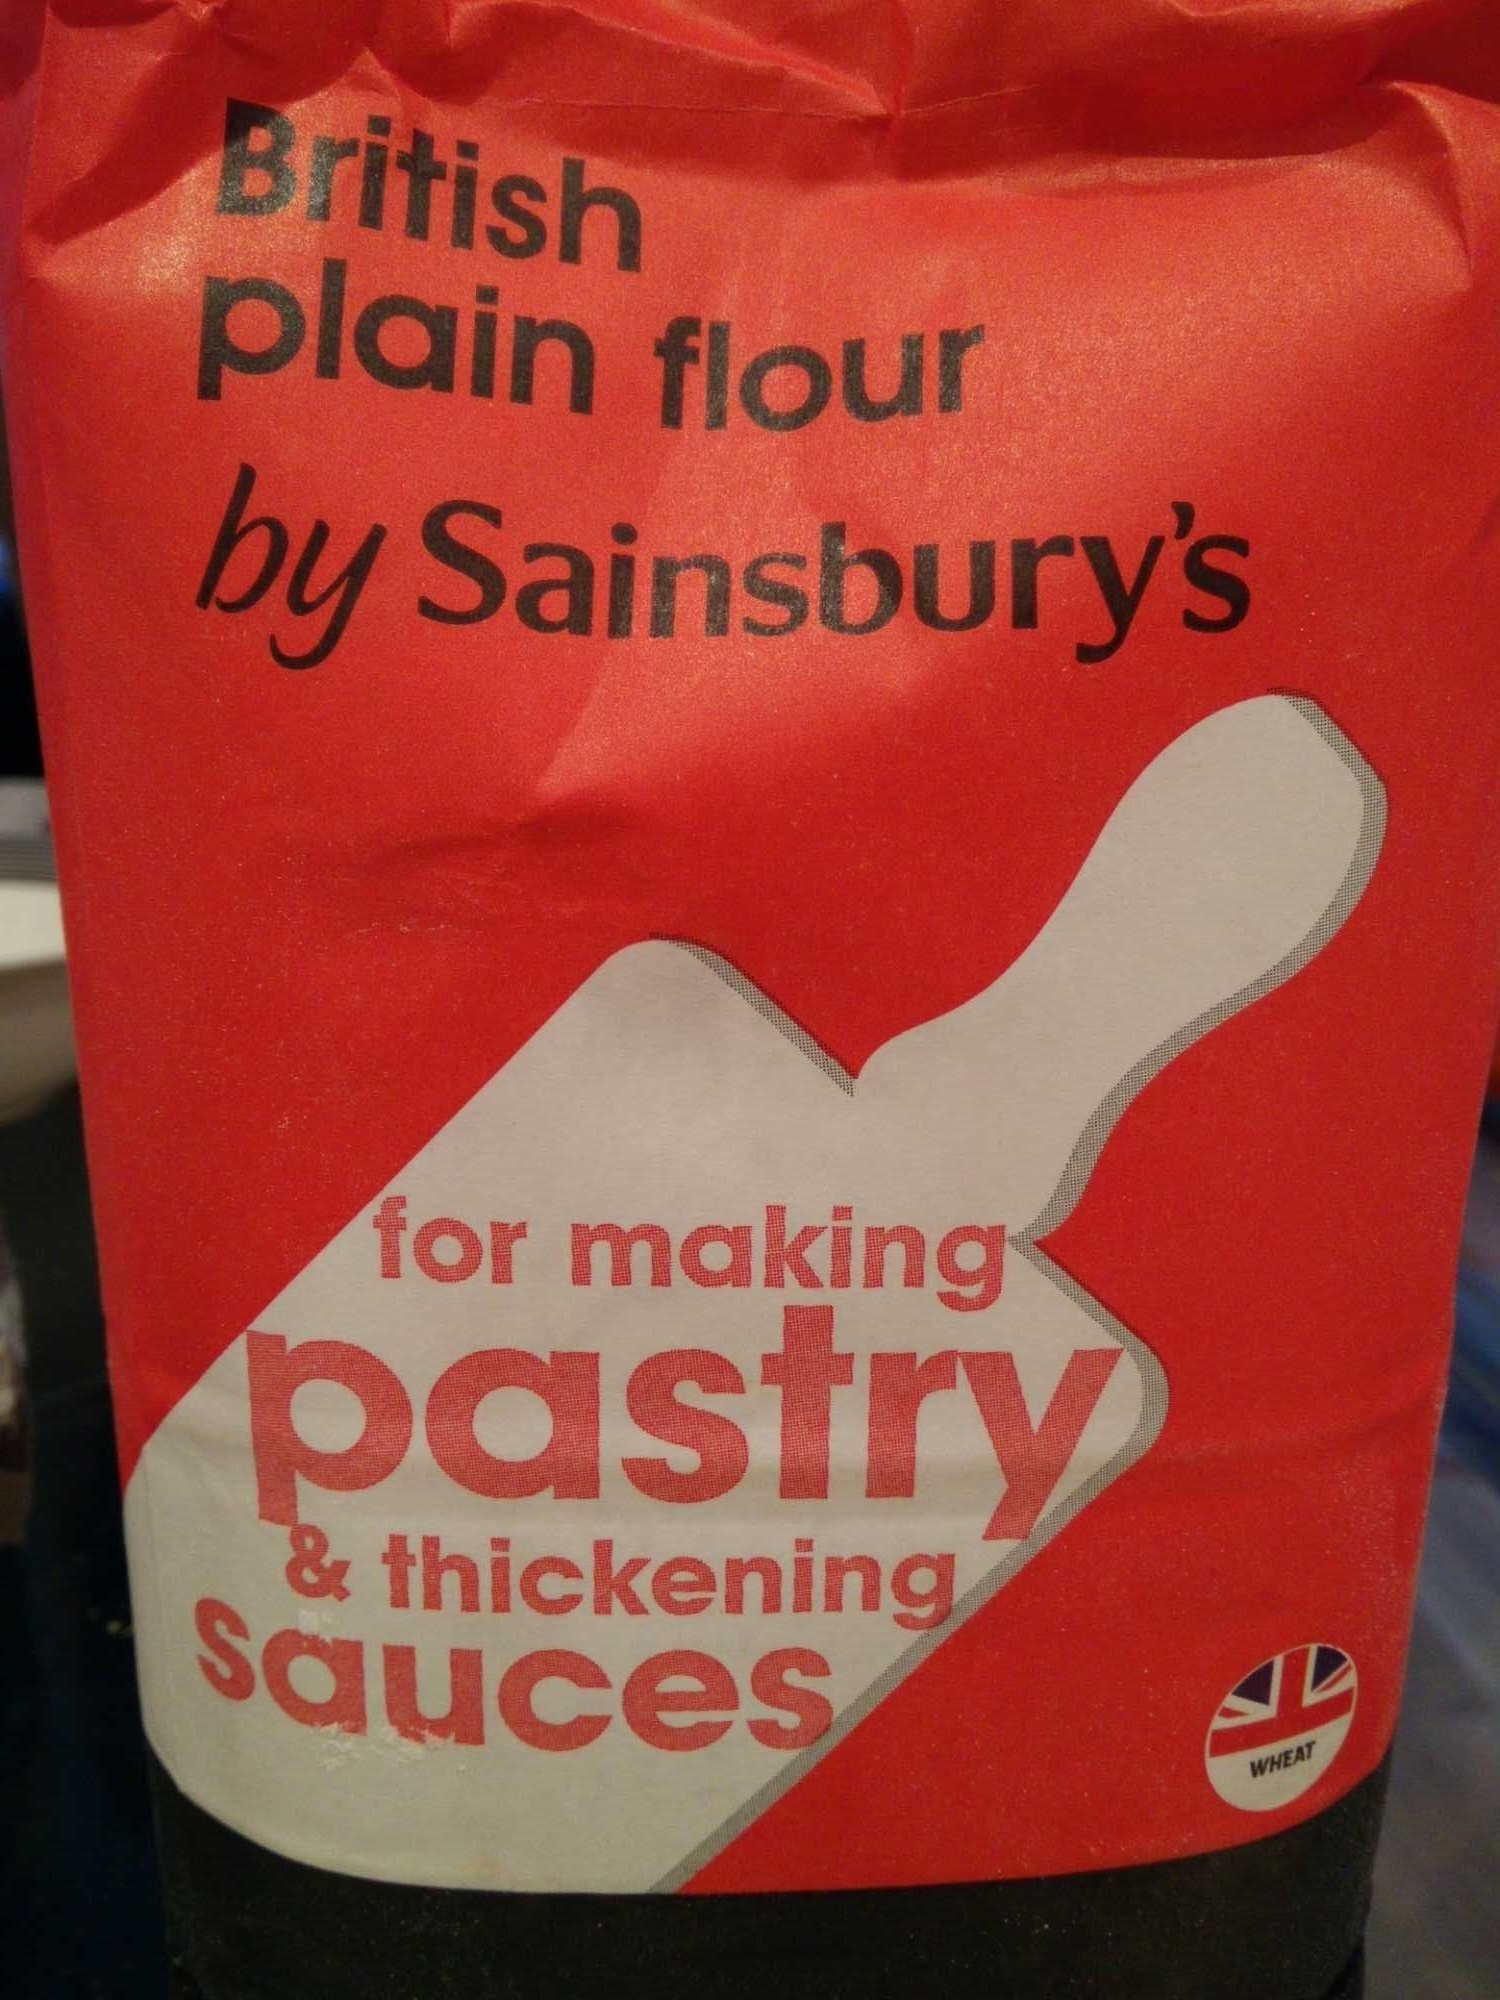 British
plain flour
by Sainsbury's
for making
pastry
& thickening
sauces
WHEAT